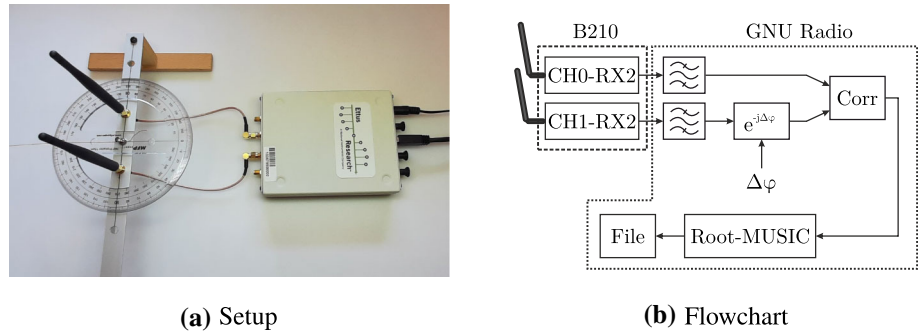 Ettus
Research
B210
GNU Radio
CH0-RX2
CH1-RX2
e^-jΔφ
Corr
Δφ
File
Root-MUSIC
(a) Setup
(b) Flowchart